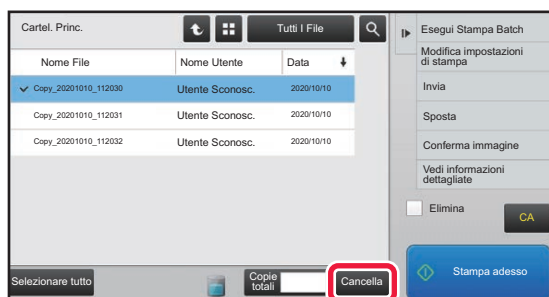 Cartel. Princ.
Tutti I File
Nome File
Nome Utente
Data
Copy_20201010_112030
Utente Sconosc.
2020/10/10
Copy_20201010_112031
Utente Sconosc.
2020/10/10
Copy_20201010_112032
Utente Sconosc.
2020/10/10
Selezionare tutto
Copie
totali
Cancella
Esegui Stampa Batch
Modifica impostazioni
di stampa
Invia
Sposta
Conferma immagine
Vedi informazioni
dettagliate
Elimina
CA
Stampa adesso